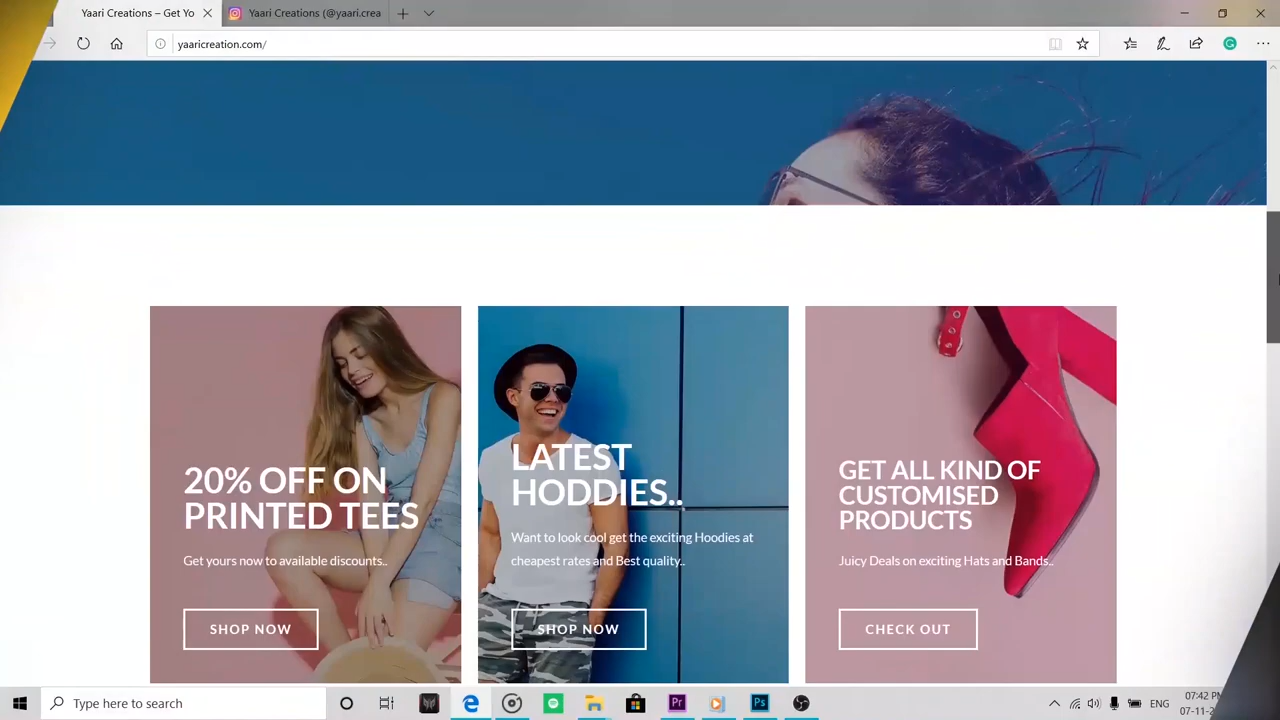 Yaari Creations – Get Yo
Yaari Creations (@yaari.crea
yaaricreation.com/
20% OFF ON
PRINTED TEES
Get yours now to available discounts..
SHOP NOW
LATEST
HODDIES..
Want to look cool get the exciting Hoodies at
cheapest rates and Best quality..
SHOP NOW
GET ALL KIND OF
CUSTOMISED
PRODUCTS
Juicy Deals on exciting Hats and Bands..
CHECK OUT
Type here to search
Pr
Ps
ENG
07:42
07-11-2